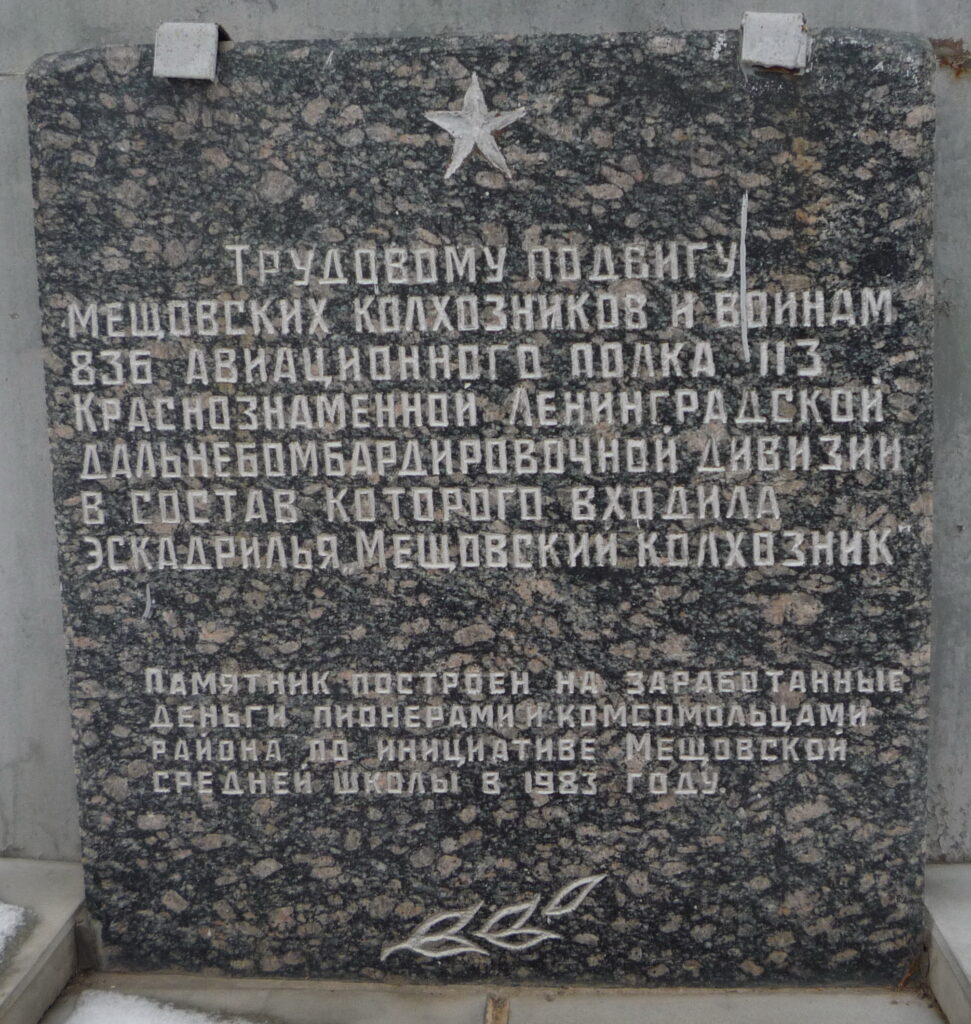 Трудовому подвигу
мещовских колхозников и воинам
836 авиационного полка 113
Краснознаменной Ленинградской
дальнебомбардировочной дивизии
в состав которого входила
эскадрилья „Мещовский колхозник"
Памятник построен на заработанные
деньги пионерами и комсомольцами
района по инициативе Мещовской
средней школы в 1983 году.